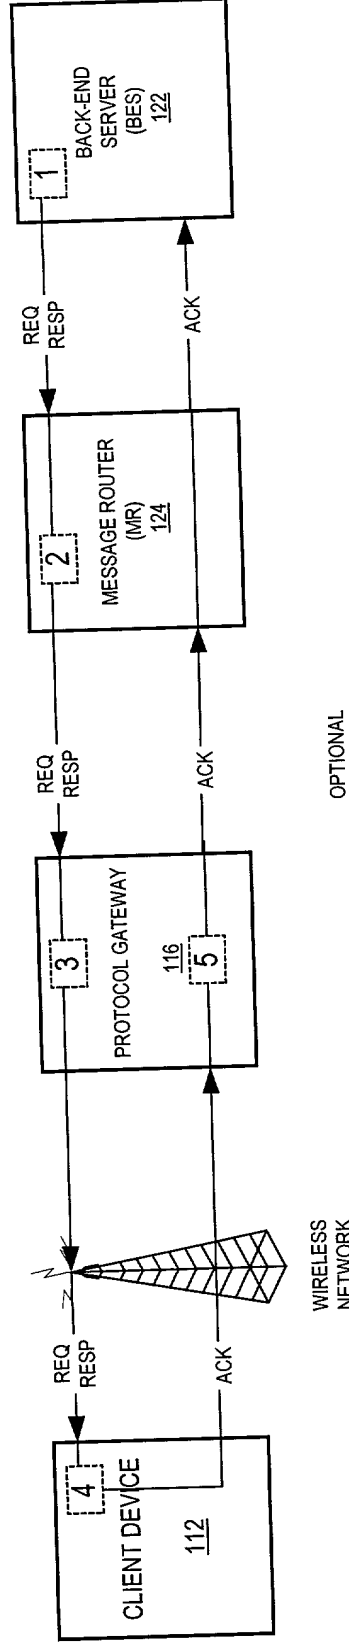 CLIENT DEVICE
112
4
REQ
RESP
ACK
WIRELESS
NETWORK
PROTOCOL GATEWAY
116
3
5
REQ
RESP
ACK
OPTIONAL
MESSAGE ROUTER
(MR)
124
2
REQ
RESP
ACK
BACK-END
SERVER
(BES)
122
1